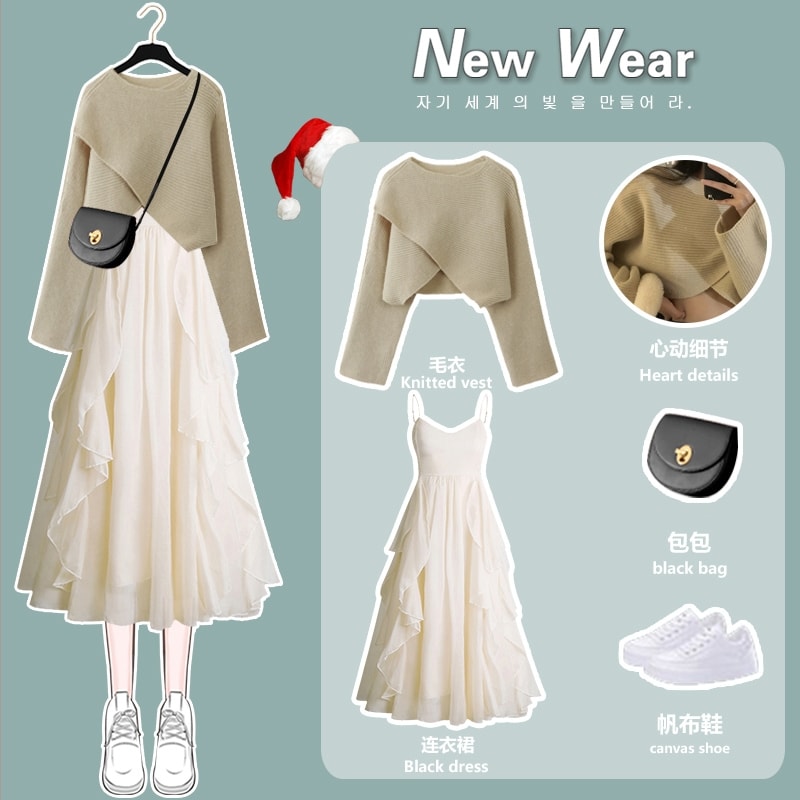 New Wear
자기 세계 의 빛 을 만들어 라.
毛衣
Knitted vest
心动细节
Heart details
包包
black bag
连衣裙
Black dress
帆布鞋
canvas shoe